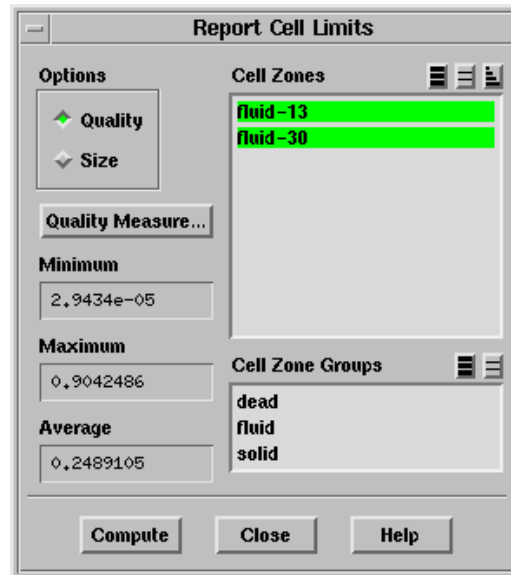 Report Cell Limits
Options
Quality
Size
Quality Measure...
Minimum
2.9434e-05
Maximum
0.9042486
Average
0.2489105
Cell Zones
fluid-13
fluid-30
Cell Zone Groups
dead
fluid
solid
Compute
Close
Help